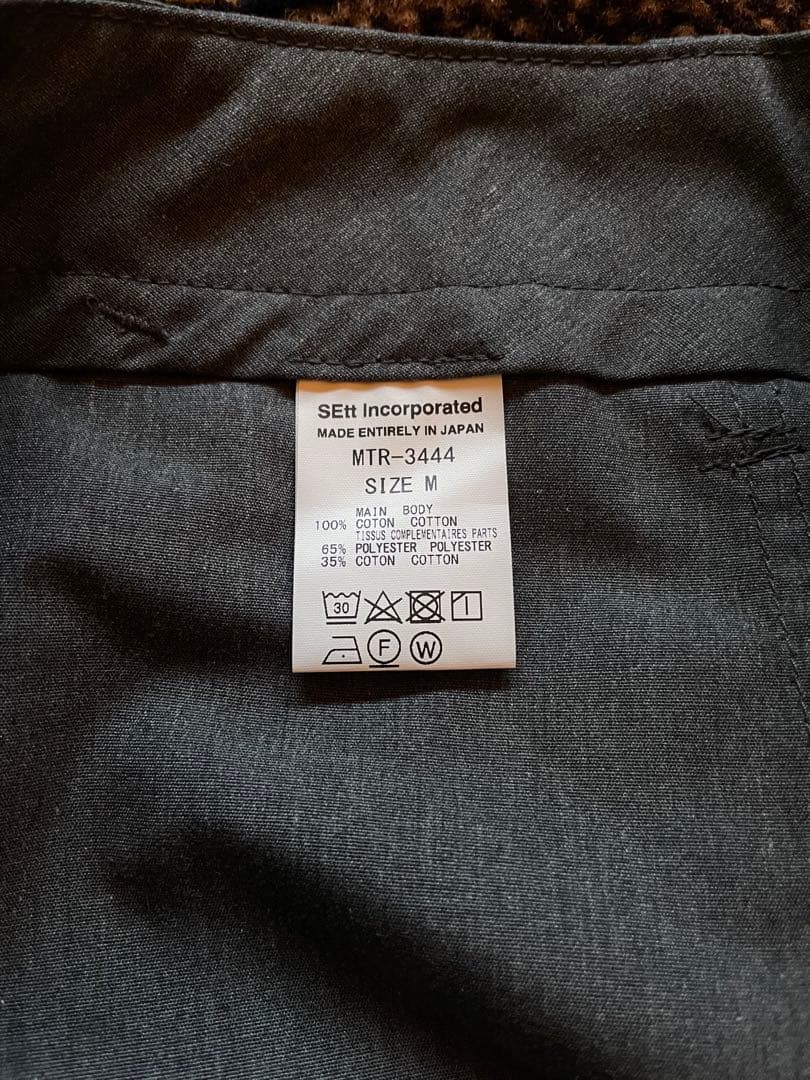 SEtt Incorporated
MADE ENTIRELY IN JAPAN
MTR-3444
SIZE M
MAIN BODY
100% COTON COTTON
TISSUS COMPLEMENTAIRES PARTS
65% POLYESTER POLYESTER
35% COTON COTTON
30
F W